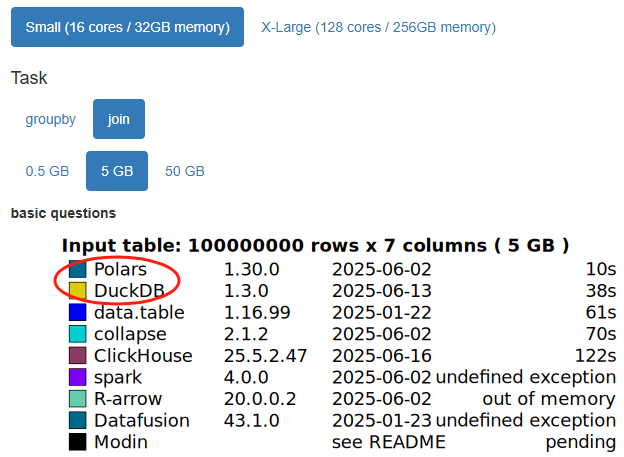 Small (16 cores / 32GB memory) X-Large (128 cores / 256GB memory)
Task
groupby join
0.5 GB 5 GB 50 GB
basic questions
Input table: 100000000 rows x 7 columns ( 5 GB )
Polars 1.30.0 2025-06-02 10s
DuckDB 1.3.0 2025-06-13 38s
data.table 1.16.99 2025-01-22 61s
collapse 2.1.2 2025-06-02 70s
ClickHouse 25.5.2.47 2025-06-16 122s
spark 4.0.0 2025-06-02 undefined exception
R-arrow 20.0.0.2 2025-06-02 out of memory
Datafusion 43.1.0 2025-01-23 undefined exception
Modin see README pending